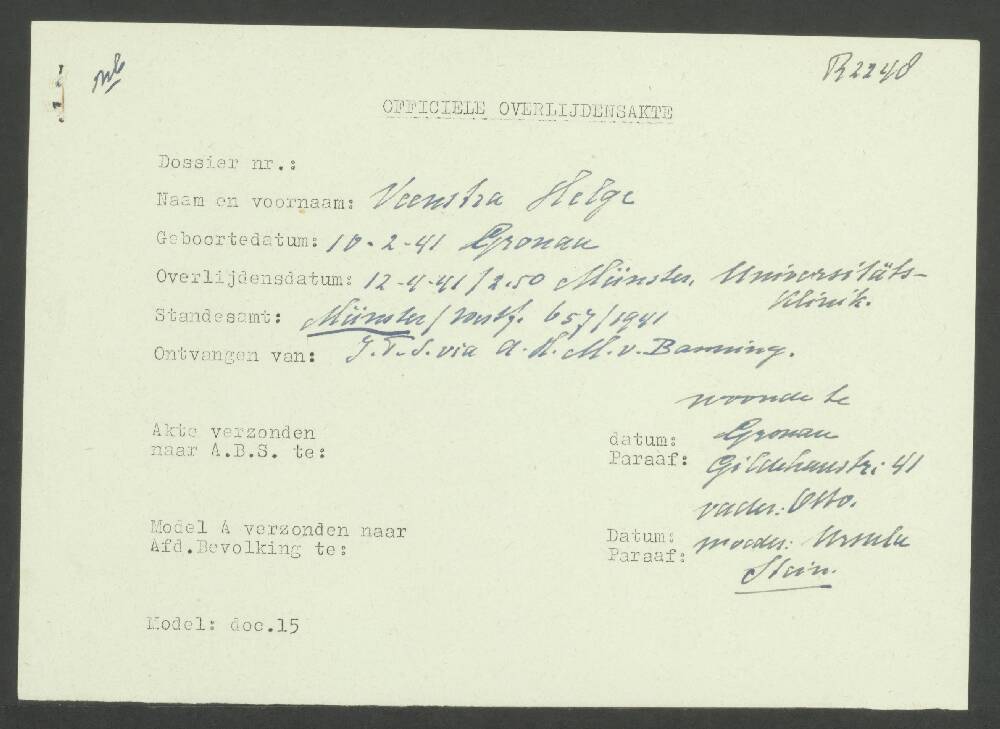 R2248
OFFICIELE OVERLIJDENSAKTE
Dossier nr.:
Naam en voornaam: Veenstra Helge
Geboortedatum: 10-2-41 Gronau
Overlijdensdatum: 12-4-41 / 2.50 Münster, Universitäts-
Klinik.
Standesamt: Münster/Westf. 657/1941
Ontvangen van: I.T.S. via A.K.M. v. Banning.
woonde te
Akte verzonden datum: Gronau
naar A.B.S. te: Paraaf: Gildehausstr. 41
vader: Otto.
Model A verzonden naar Datum: moeder: Ursula
Afd.Bevolking te: Paraaf: Stein.
Model: doc.15